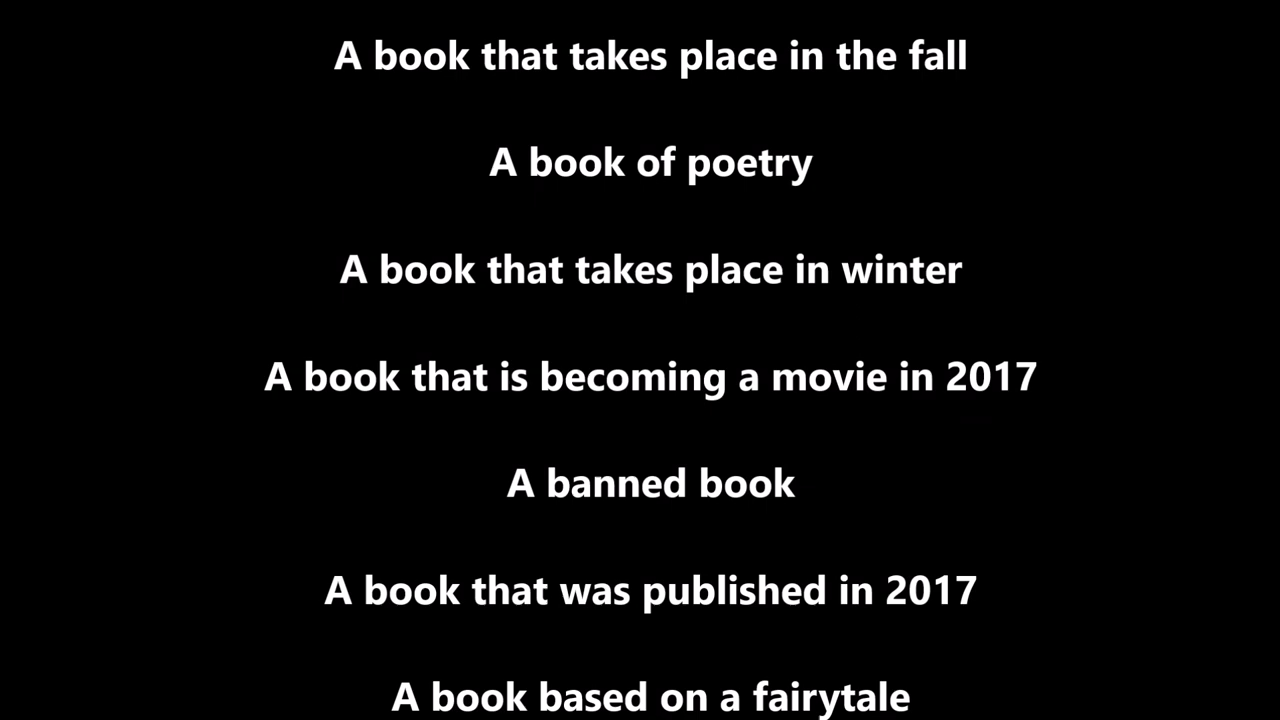 A book that takes place in the fall
A book of poetry
A book that takes place in winter
A book that is becoming a movie in 2017
A banned book
A book that was published in 2017
A book based on a fairytale